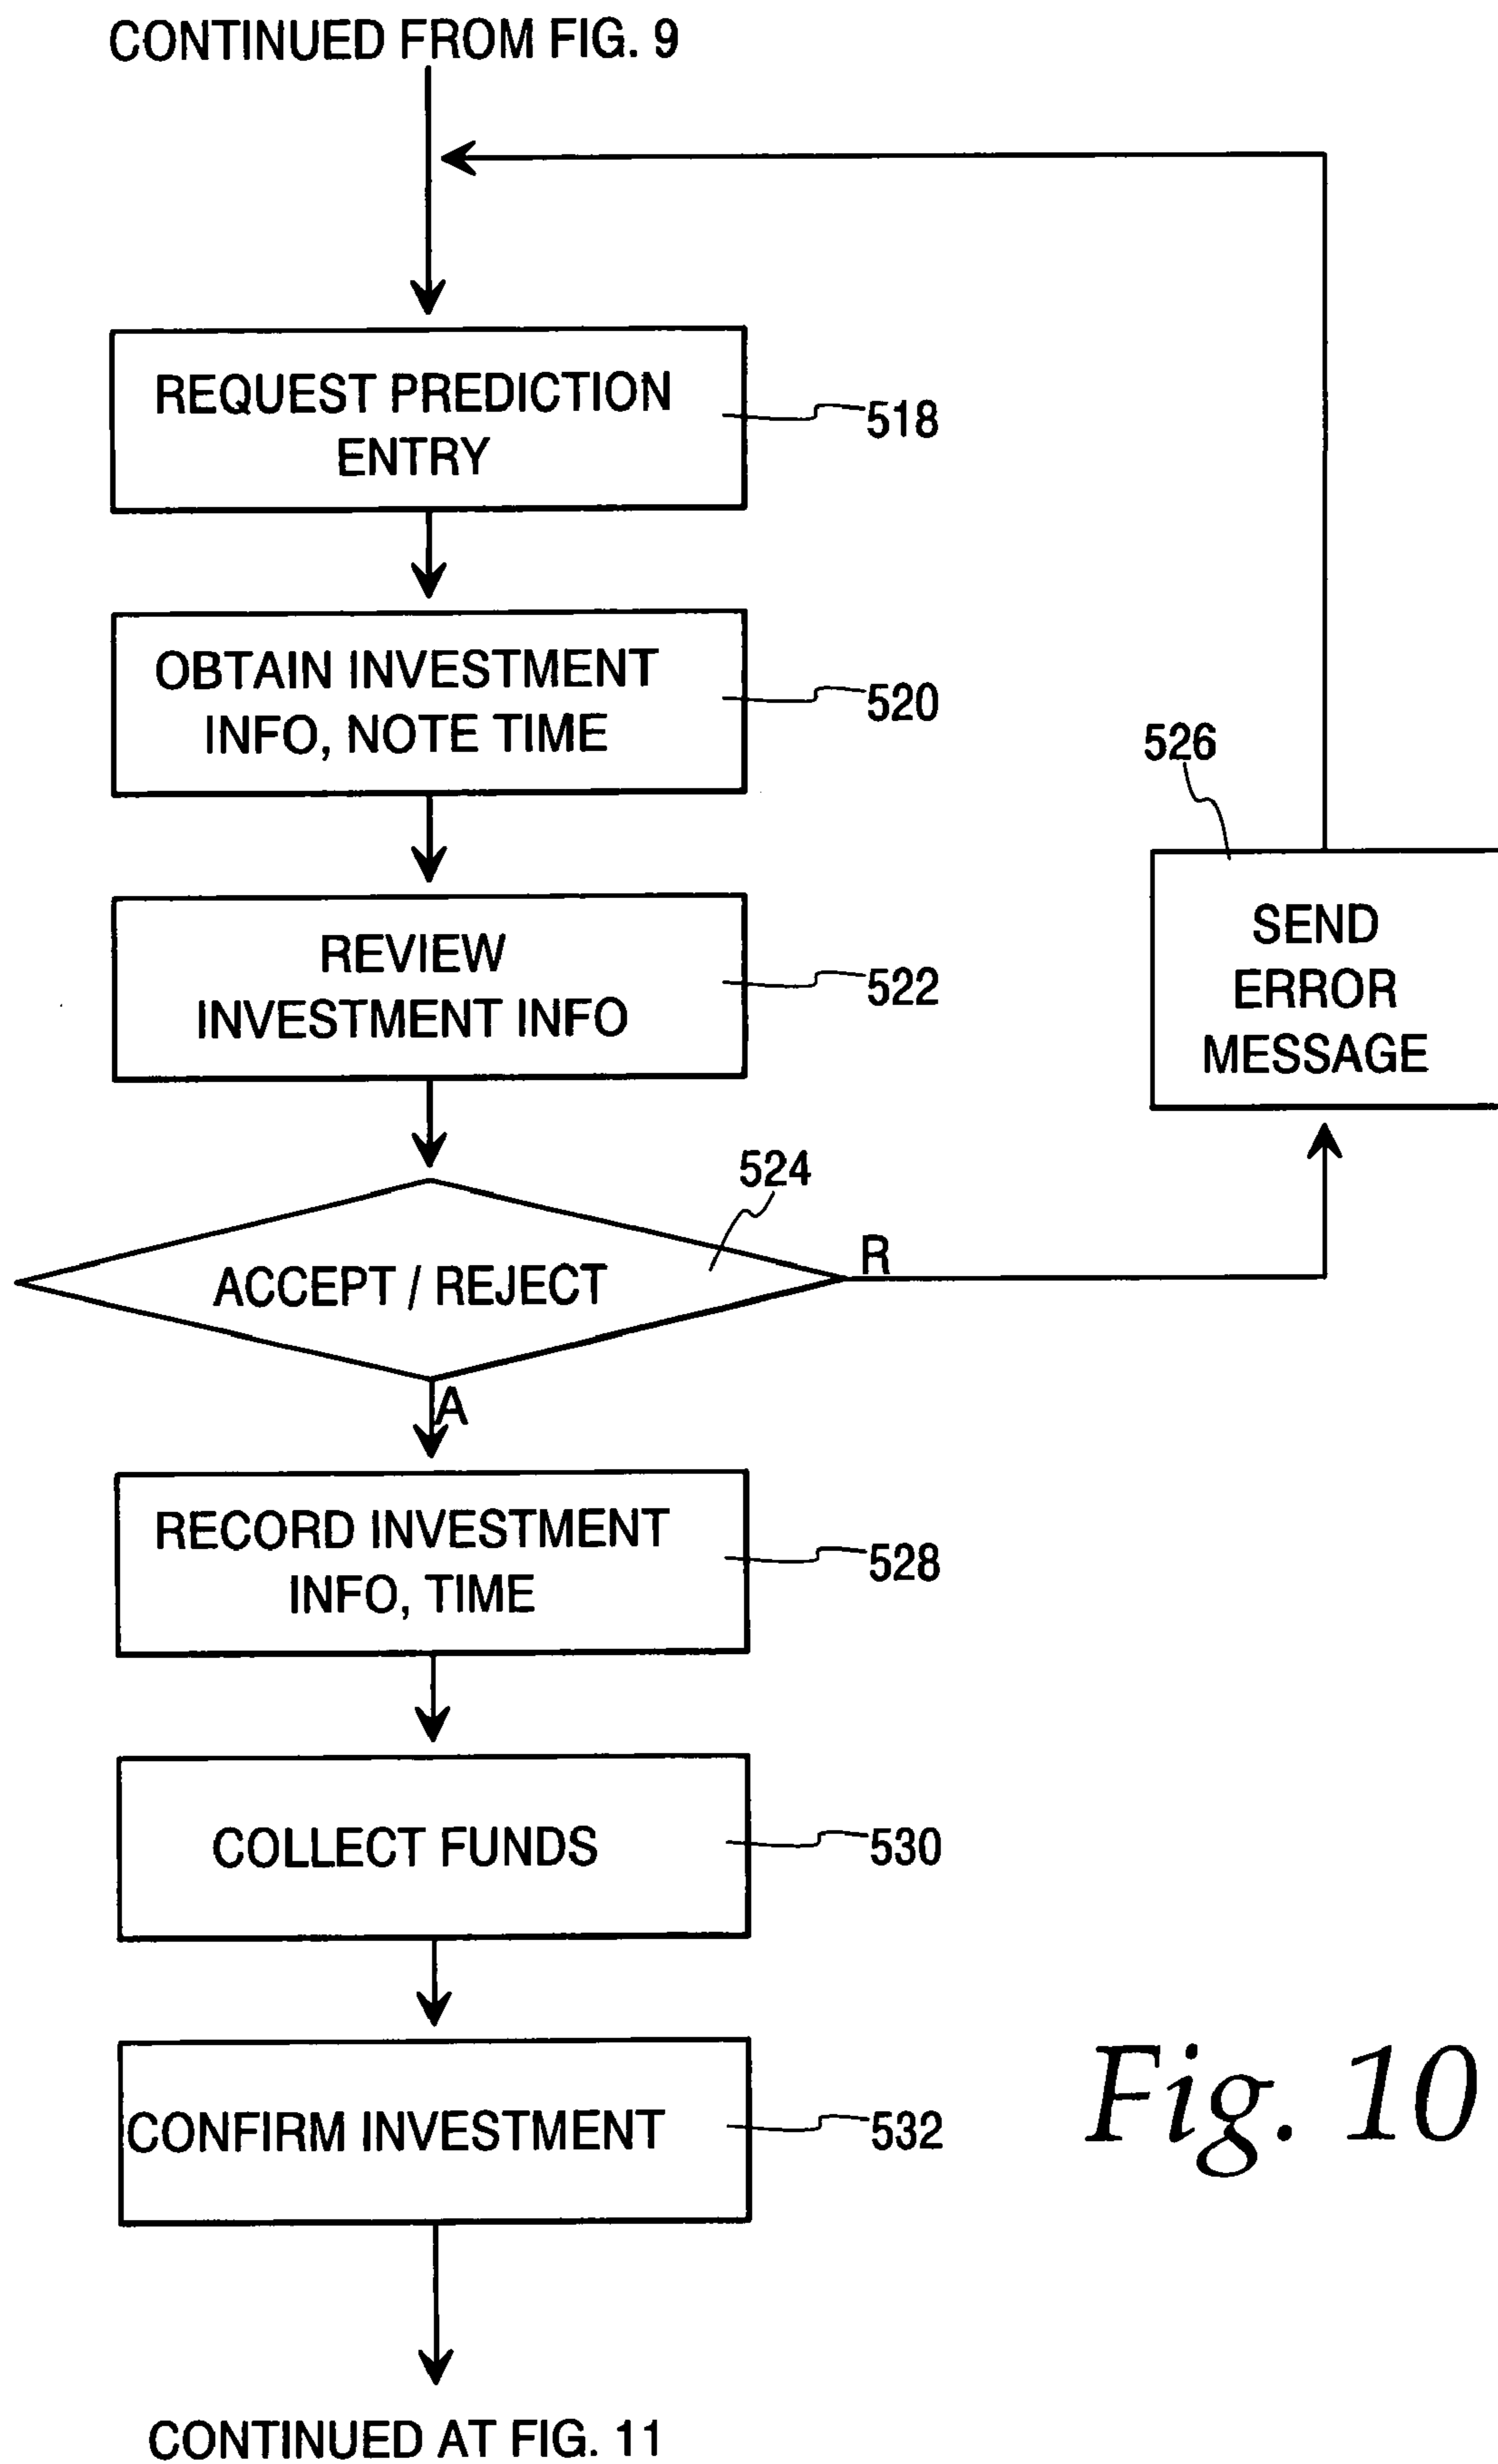 CONTINUED FROM FIG. 9
REQUEST PREDICTION
ENTRY
518
OBTAIN INVESTMENT
INFO, NOTE TIME
520
526
REVIEW
INVESTMENT INFO
522
SEND
ERROR
MESSAGE
524
ACCEPT / REJECT
R
A
RECORD INVESTMENT
INFO, TIME
528
COLLECT FUNDS
530
CONFIRM INVESTMENT
532
Fig. 10
CONTINUED AT FIG. 11